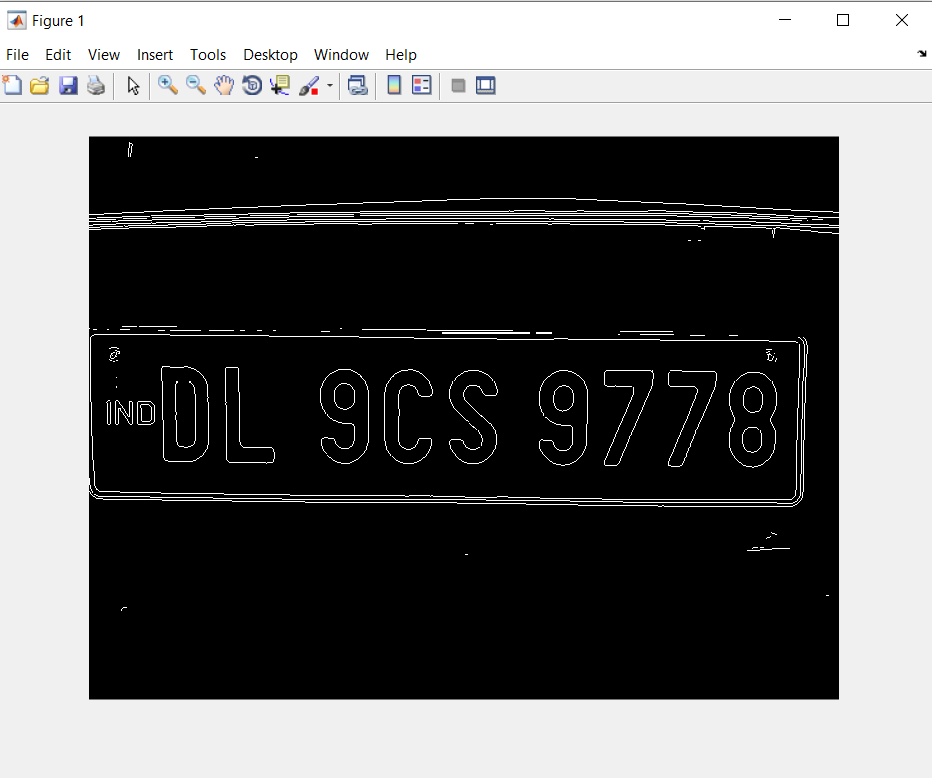 Figure 1
File Edit View Insert Tools Desktop Window Help
IND DL 9CS 9778